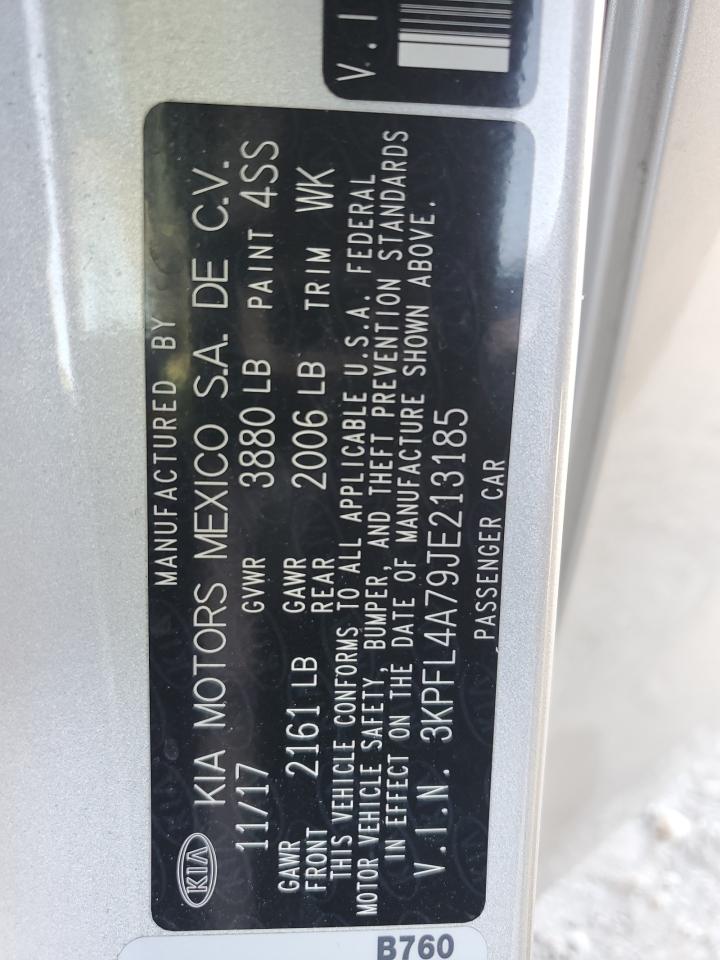 V.I
MANUFACTURED BY
KIA KIA MOTORS MEXICO S.A. DE C.V.
11/17 GVWR 3880 LB PAINT 4SS
GAWR FRONT 2161 LB GAWR REAR 2006 LB TRIM WK
THIS VEHICLE CONFORMS TO ALL APPLICABLE U.S.A. FEDERAL
MOTOR VEHICLE SAFETY, BUMPER, AND THEFT PREVENTION STANDARDS
IN EFFECT ON THE DATE OF MANUFACTURE SHOWN ABOVE.
V.I.N. 3KPFL4A79JE213185
PASSENGER CAR
B760